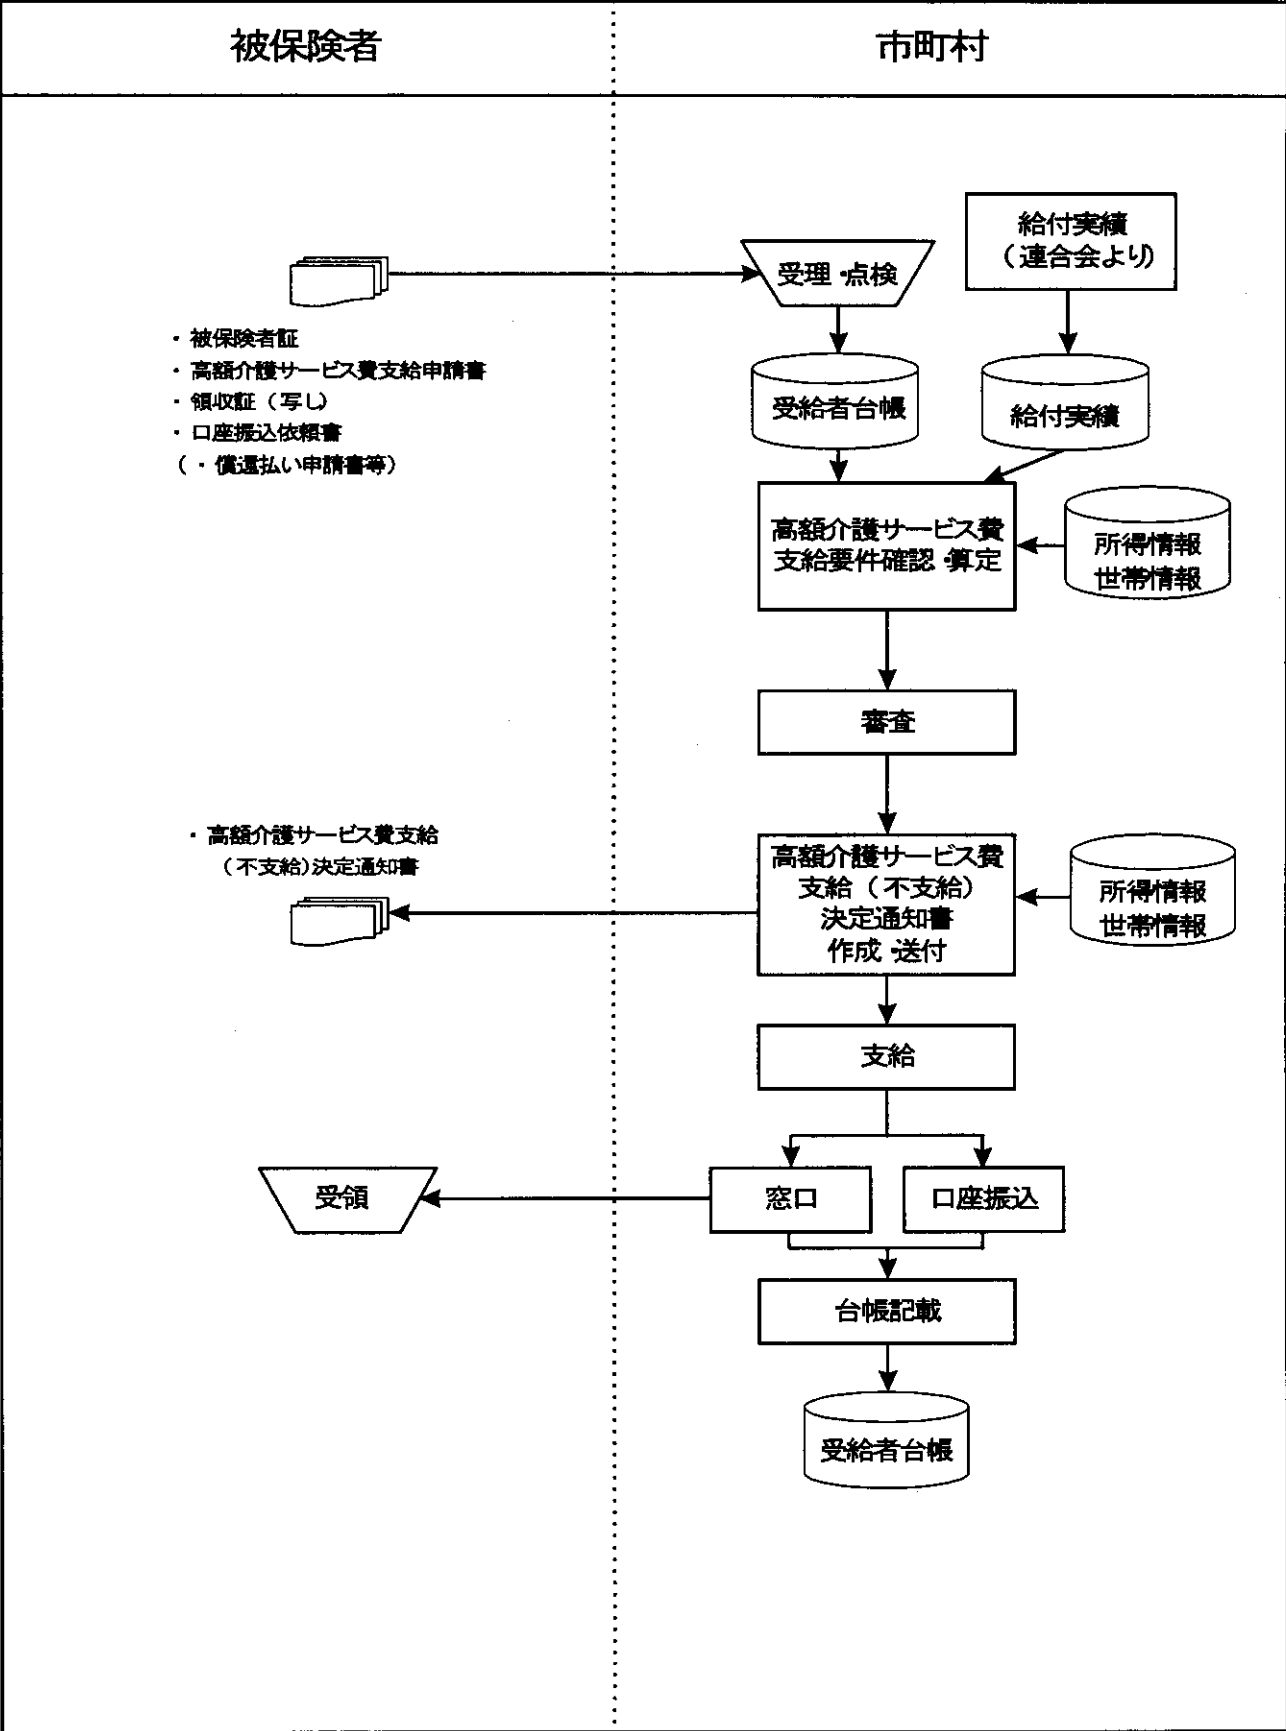 被保険者
市町村
給付実績
（連合会より）
受理・点検
・被保険者証
・高額介護サービス費支給申請書
・領収証（写し）
・口座振込依頼書
（・償還払い申請書等）
受給者台帳
給付実績
高額介護サービス費
支給要件確認・算定
所得情報
世帯情報
審査
・高額介護サービス費支給
（不支給）決定通知書
高額介護サービス費
支給（不支給）
決定通知書
作成・送付
所得情報
世帯情報
支給
受領
窓口
口座振込
台帳記載
受給者台帳